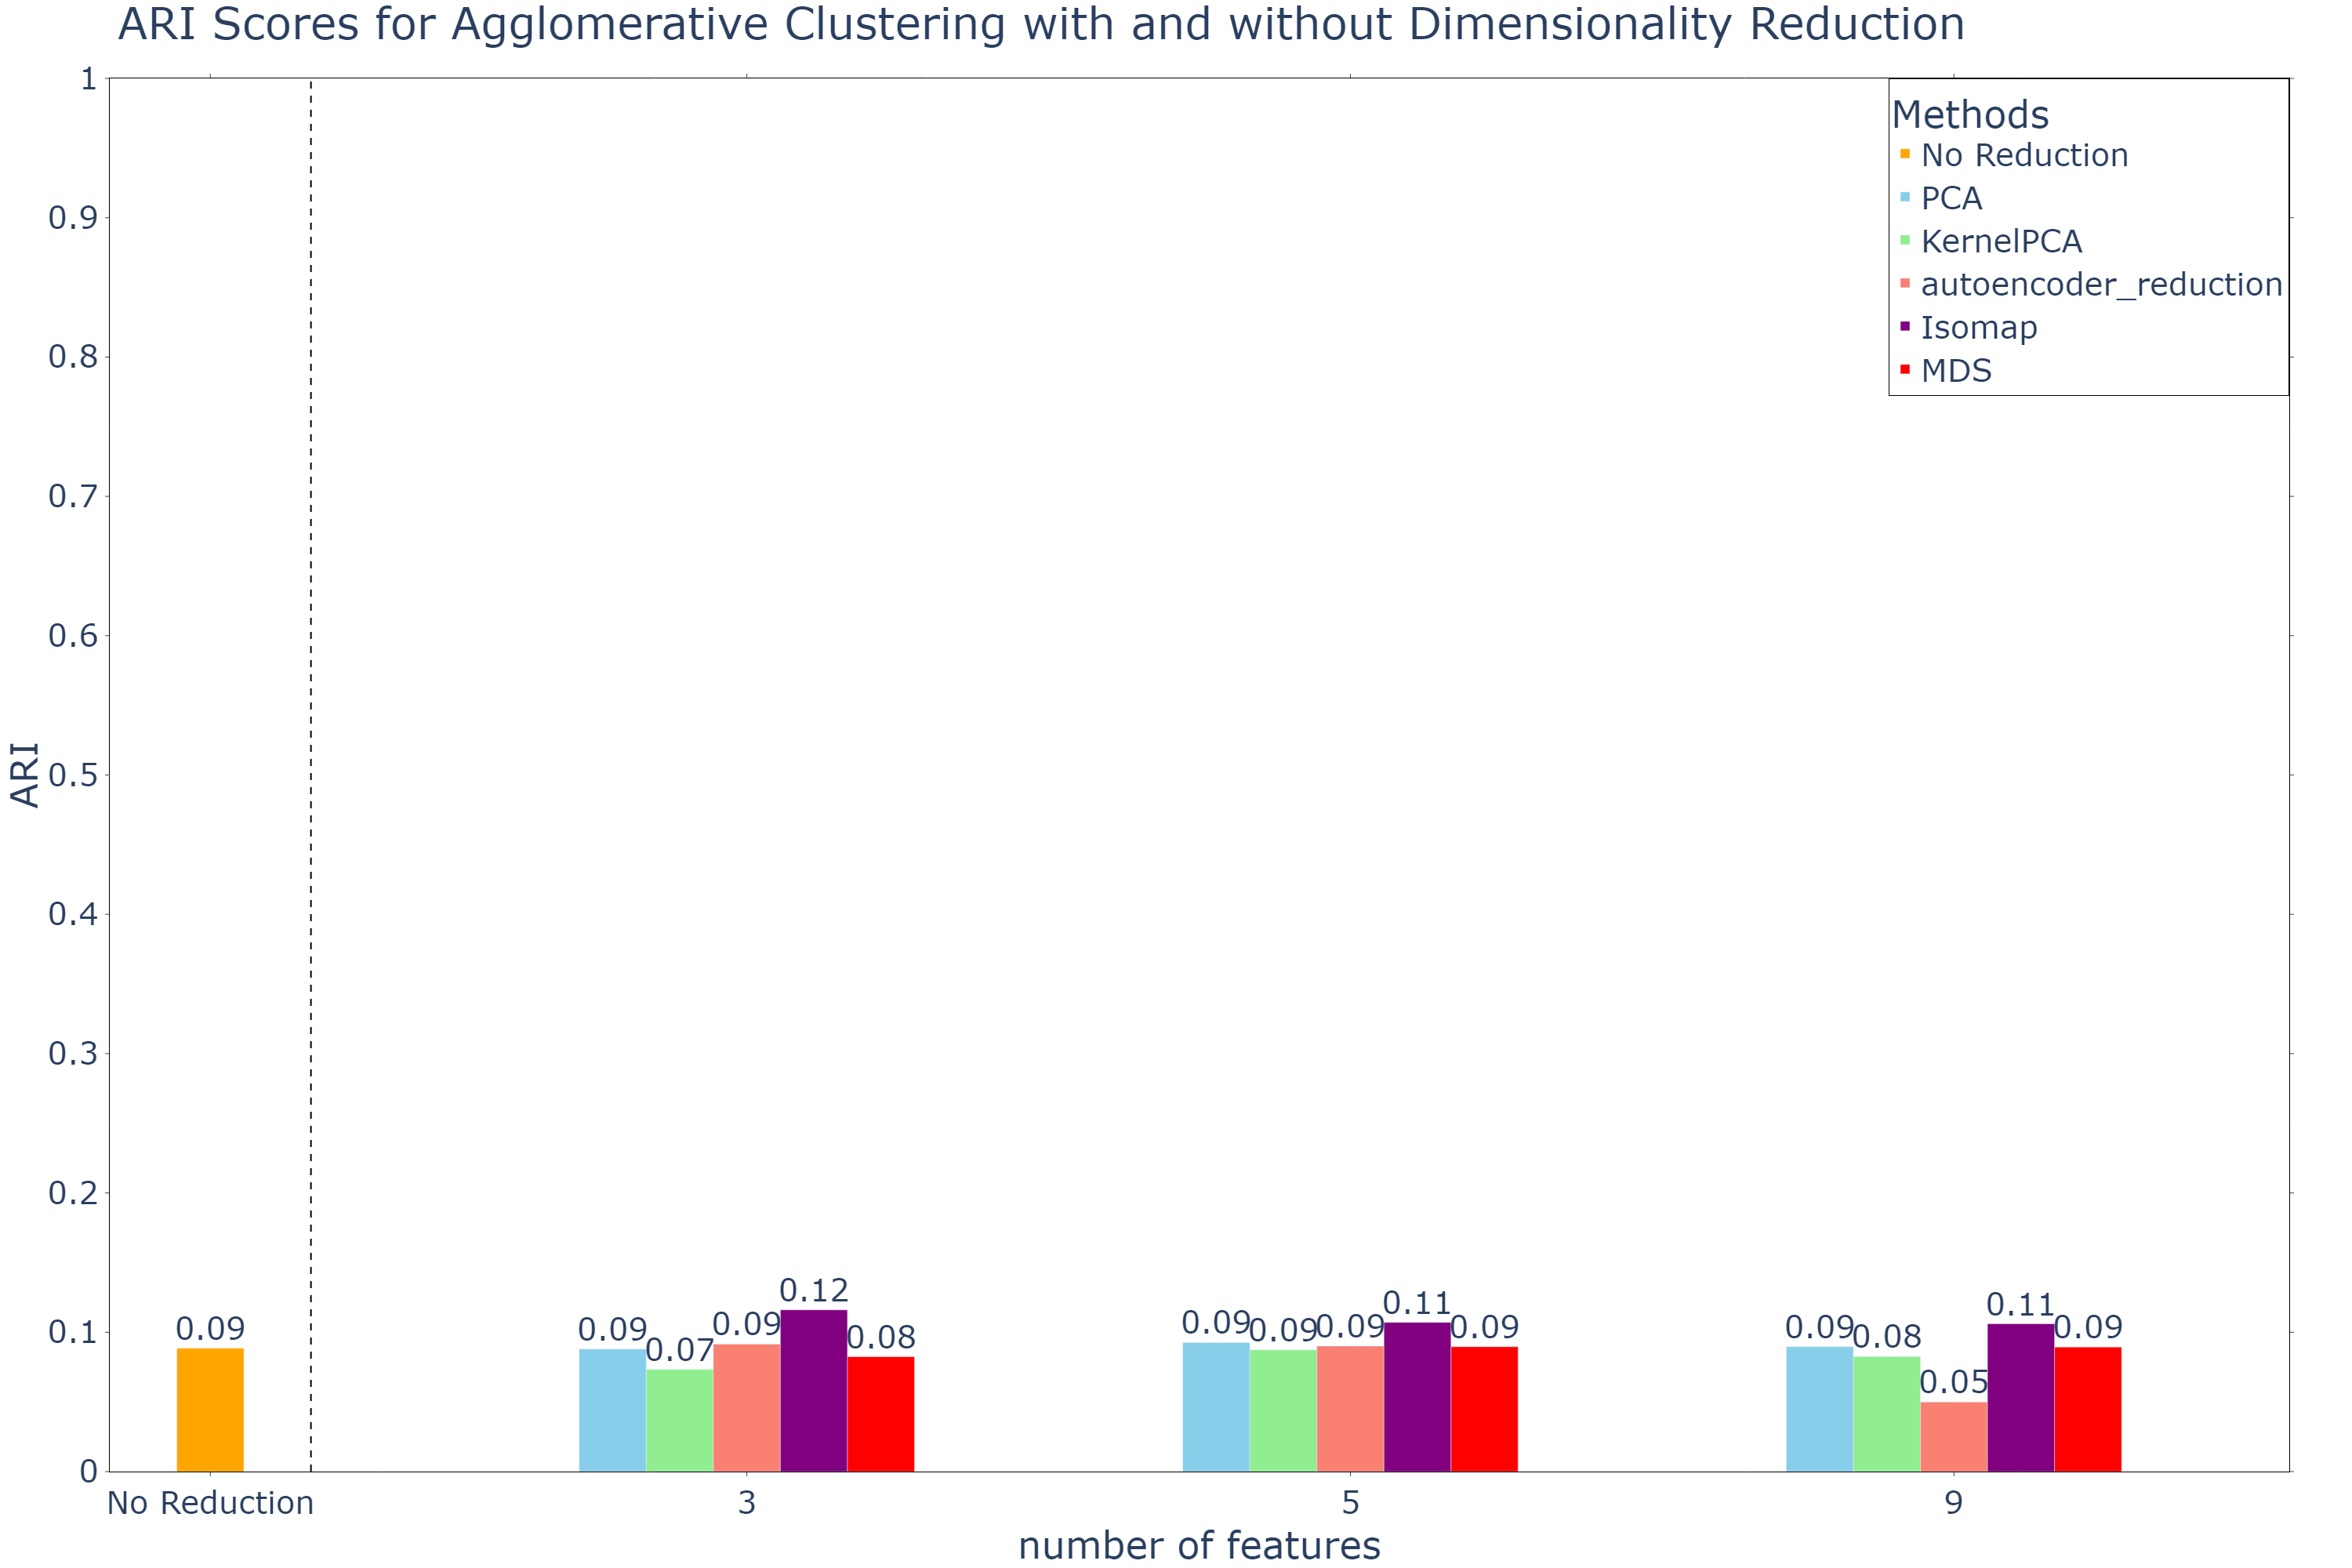 ARI Scores for Agglomerative Clustering with and without Dimensionality Reduction
1
0.9
0.8
0.7
0.6
0.5
0.4
0.3
0.2
0.1
0
ARI
Methods
No Reduction
PCA
KernelPCA
autoencoder_reduction
Isomap
MDS
0.09
0.09
0.07
0.09
0.12
0.08
0.09
0.09
0.09
0.11
0.09
0.09
0.08
0.05
0.11
0.09
No Reduction
3
5
9
number of features